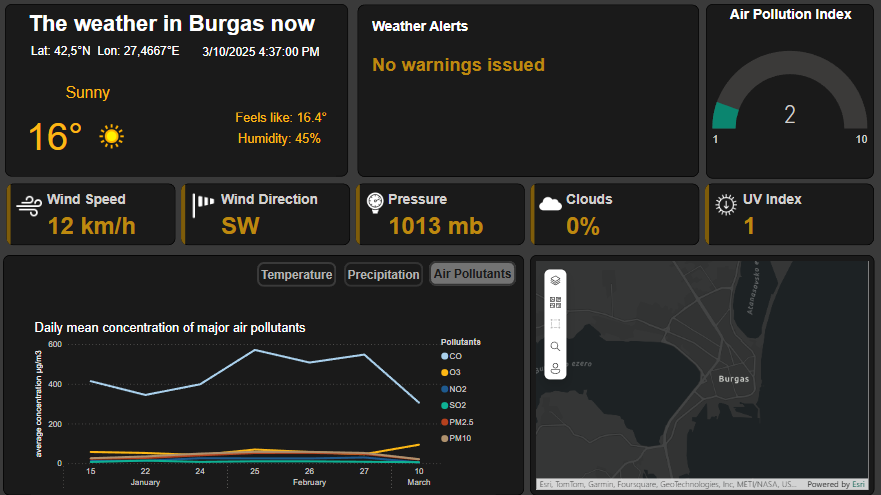 The weather in Burgas now
Lat: 42,5°N Lon: 27,4667°E 3/10/2025 4:37:00 PM
Sunny
16°
Feels like: 16.4°
Humidity: 45%
Weather Alerts
No warnings issued
Air Pollution Index
2
1 10
Wind Speed
12 km/h
Wind Direction
SW
Pressure
1013 mb
Clouds
0%
UV Index
1
Temperature Precipitation Air Pollutants
Daily mean concentration of major air pollutants
average concentration µg/m3
600
400
200
0
15 22 24 25 26 27 10
January February March
Pollutants
CO
O3
NO2
SO2
PM2.5
PM10
Atanasovsko e
ezero
Burgas
Esri, TomTom, Garmin, Foursquare, GeoTechnologies, Inc, METI/NASA, US... Powered by Esri